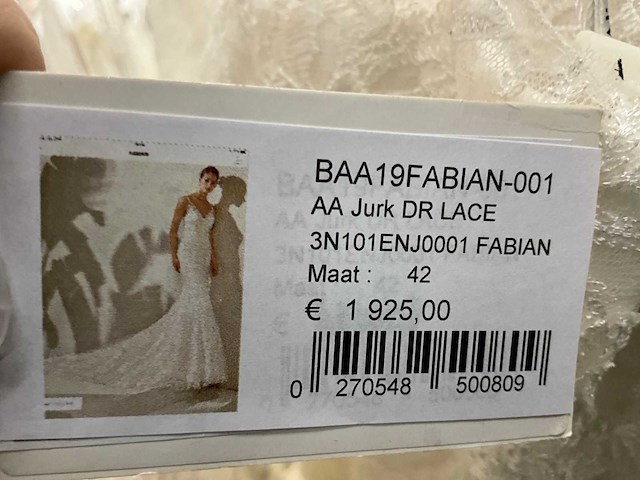 BAA19FABIAN-001
AA Jurk DR LACE
3N101ENJ0001 FABIAN
Maat : 42
€ 1 925,00
0 270548 500809